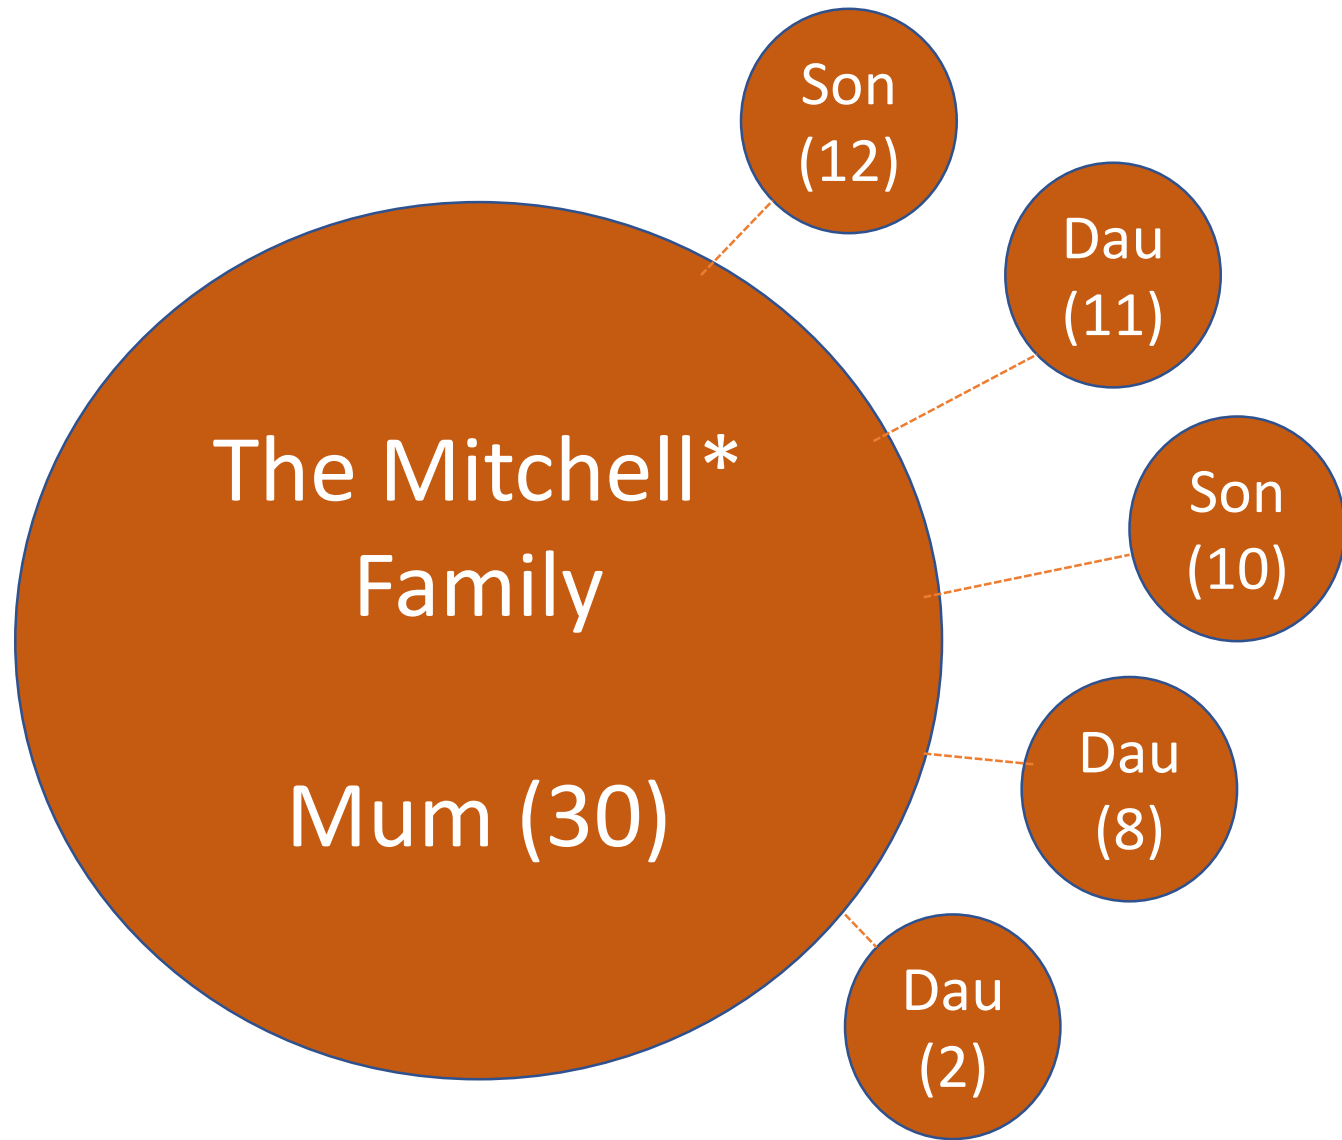 Son
(12)
Dau
(11)
The Mitchell*
Family
Mum (30)
Son
(10)
Dau
(8)
Dau
(2)